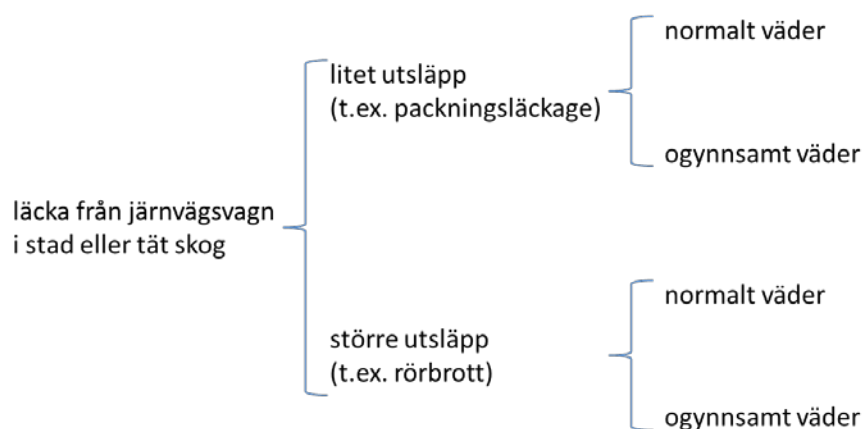 normalt väder
litet utsläpp
(t.ex. packningsläckage)
ogynnsamt väder
läcka från järnvägsvagn
i stad eller tät skog
normalt väder
större utsläpp
(t.ex. rörbrott)
ogynnsamt väder